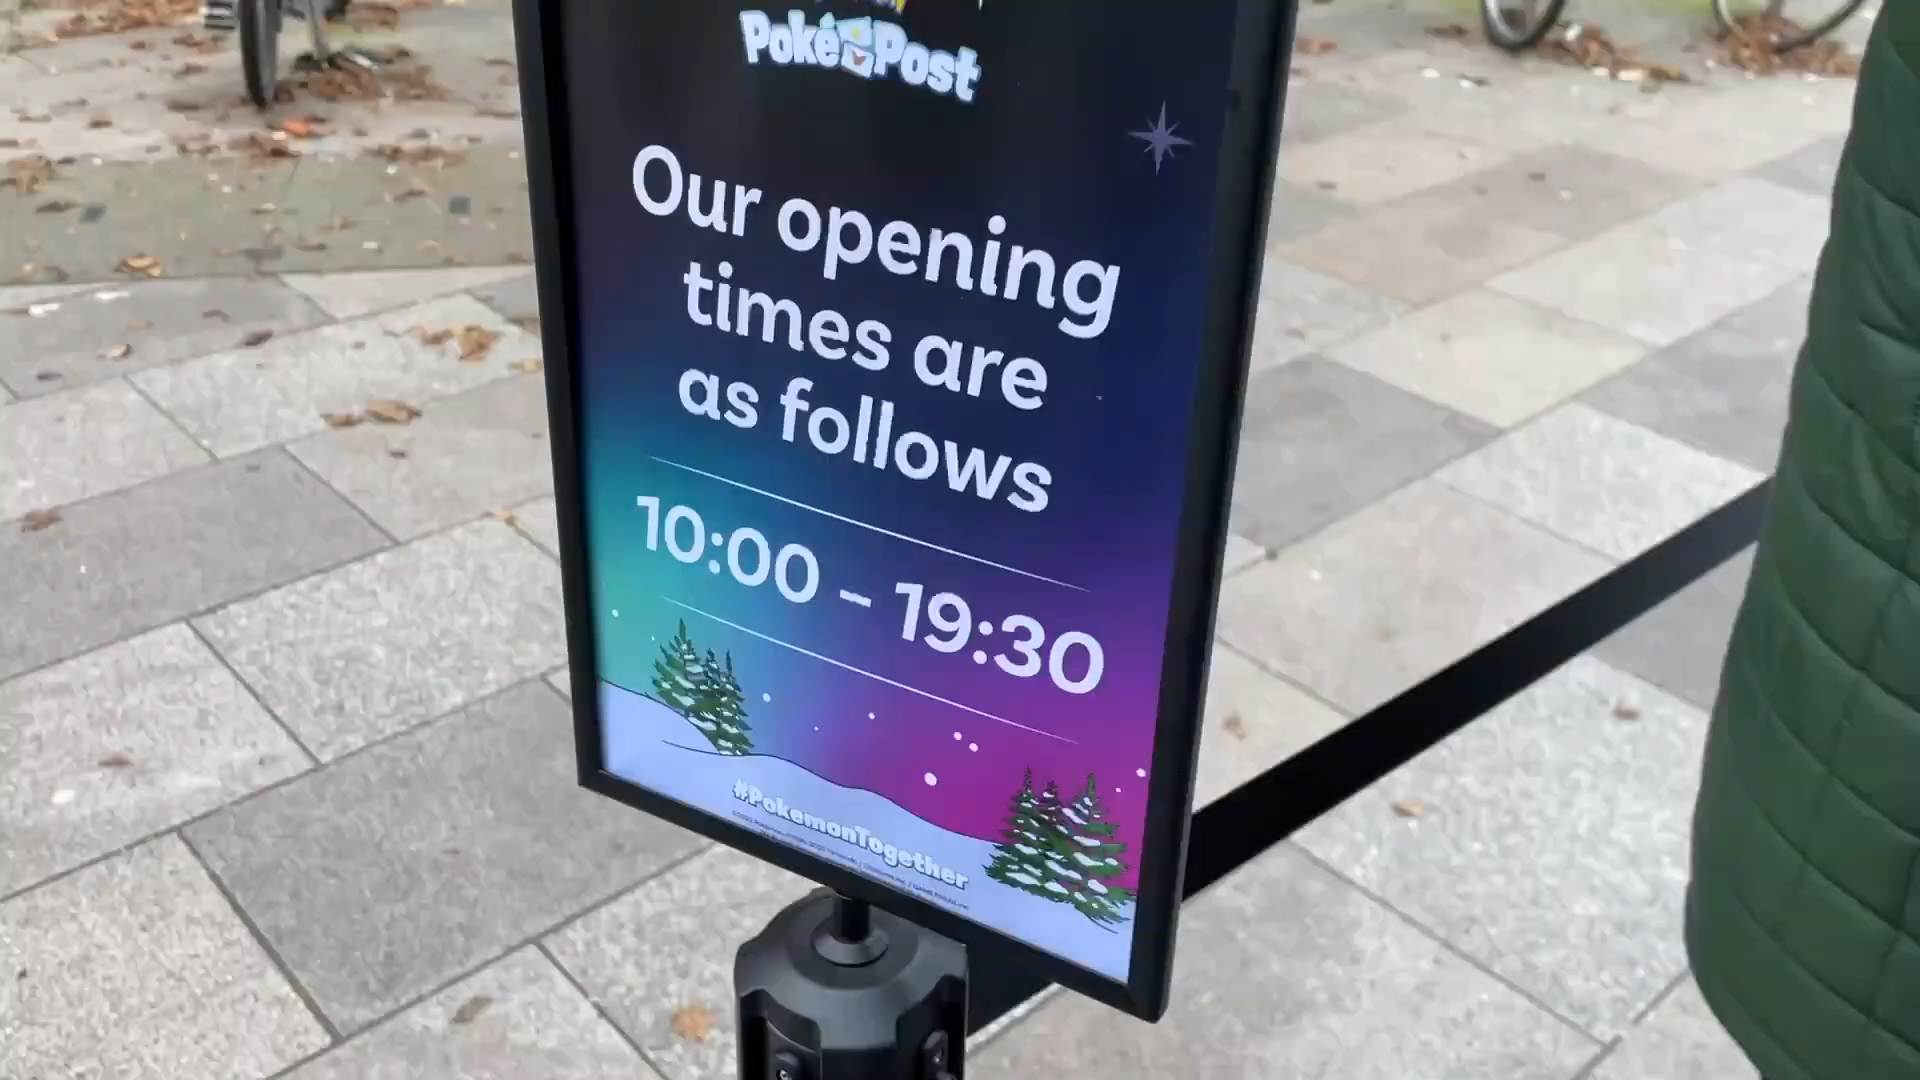 PokéPost
Our opening
times are
as follows
10:00 – 19:30
#PokemonTogether